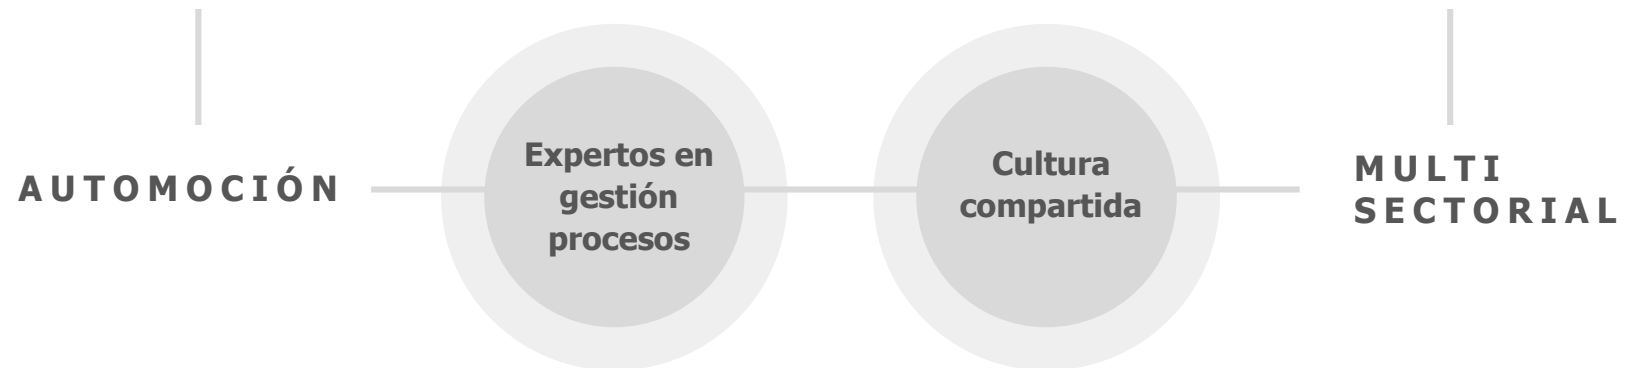 AUTOMOCIÓN
Expertos en
gestión
procesos
Cultura
compartida
MULTI
SECTORIAL